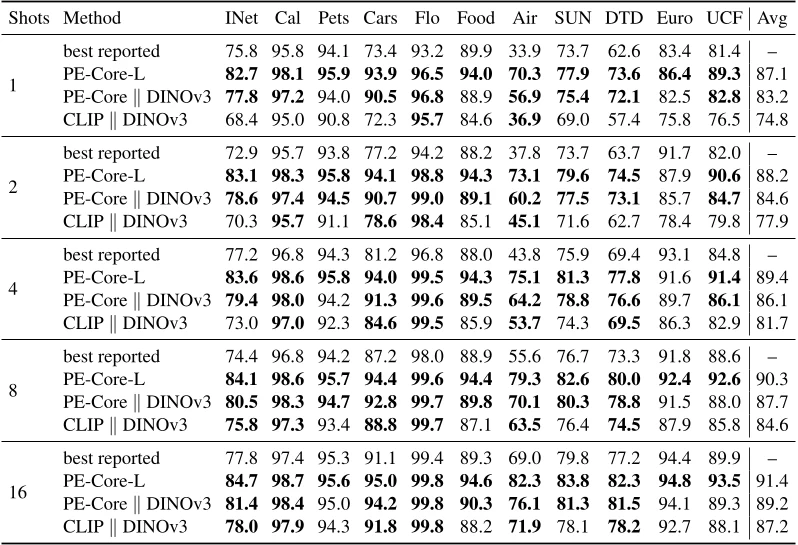 Shots Method INet Cal Pets Cars Flo Food Air SUN DTD Euro UCF Avg
best reported 75.8 95.8 94.1 73.4 93.2 89.9 33.9 73.7 62.6 83.4 81.4 –
1 PE-Core-L 82.7 98.1 95.9 93.9 96.5 94.0 70.3 77.9 73.6 86.4 89.3 87.1
PE-Core ∥ DINOv3 77.8 97.2 94.0 90.5 96.8 88.9 56.9 75.4 72.1 82.5 82.8 83.2
CLIP ∥ DINOv3 68.4 95.0 90.8 72.3 95.7 84.6 36.9 69.0 57.4 75.8 76.5 74.8
best reported 72.9 95.7 93.8 77.2 94.2 88.2 37.8 73.7 63.7 91.7 82.0 –
2 PE-Core-L 83.1 98.3 95.8 94.1 98.8 94.3 73.1 79.6 74.5 87.9 90.6 88.2
PE-Core ∥ DINOv3 78.6 97.4 94.5 90.7 99.0 89.1 60.2 77.5 73.1 85.7 84.7 84.6
CLIP ∥ DINOv3 70.3 95.7 91.1 78.6 98.4 85.1 45.1 71.6 62.7 78.4 79.8 77.9
best reported 77.2 96.8 94.3 81.2 96.8 88.0 43.8 75.9 69.4 93.1 84.8 –
4 PE-Core-L 83.6 98.6 95.8 94.0 99.5 94.3 75.1 81.3 77.8 91.6 91.4 89.4
PE-Core ∥ DINOv3 79.4 98.0 94.2 91.3 99.6 89.5 64.2 78.8 76.6 89.7 86.1 86.1
CLIP ∥ DINOv3 73.0 97.0 92.3 84.6 99.5 85.9 53.7 74.3 69.5 86.3 82.9 81.7
best reported 74.4 96.8 94.2 87.2 98.0 88.9 55.6 76.7 73.3 91.8 88.6 –
8 PE-Core-L 84.1 98.6 95.7 94.4 99.6 94.4 79.3 82.6 80.0 92.4 92.6 90.3
PE-Core ∥ DINOv3 80.5 98.3 94.7 92.8 99.7 89.8 70.1 80.3 78.8 91.5 88.0 87.7
CLIP ∥ DINOv3 75.8 97.3 93.4 88.8 99.7 87.1 63.5 76.4 74.5 87.9 85.8 84.6
best reported 77.8 97.4 95.3 91.1 99.4 89.3 69.0 79.8 77.2 94.4 89.9 –
16 PE-Core-L 84.7 98.7 95.6 95.0 99.8 94.6 82.3 83.8 82.3 94.8 93.5 91.4
PE-Core ∥ DINOv3 81.4 98.4 95.0 94.2 99.8 90.3 76.1 81.3 81.5 94.1 89.3 89.2
CLIP ∥ DINOv3 78.0 97.9 94.3 91.8 99.8 88.2 71.9 78.1 78.2 92.7 88.1 87.2